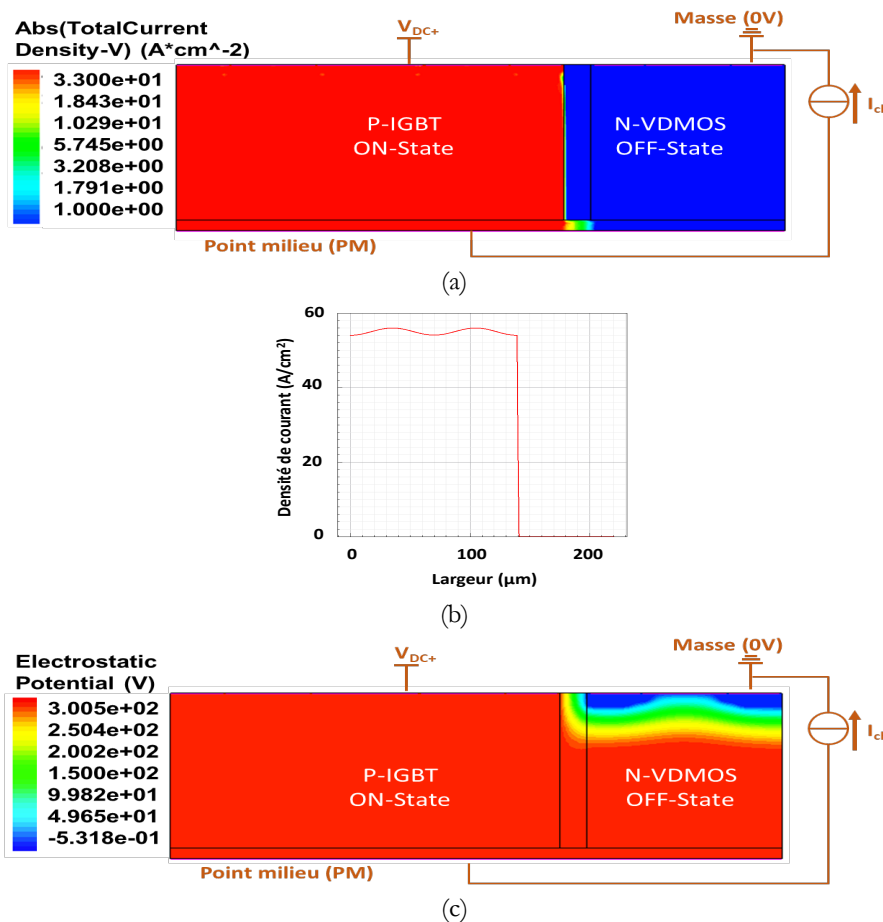 Abs(TotalCurrent
Density-V) (A*cm^-2)
3.300e+01
1.843e+01
1.029e+01
5.745e+00
3.208e+00
1.791e+00
1.000e+00
V_DC+
Masse (0V)
P-IGBT
ON-State
N-VDMOS
OFF-State
I_cl
Point milieu (PM)
(a)
Densité de courant (A/cm²)
60
40
20
0
0 100 200
Largeur (µm)
(b)
Electrostatic
Potential (V)
3.005e+02
2.504e+02
2.002e+02
1.500e+02
9.982e+01
4.965e+01
-5.318e-01
V_DC+
Masse (0V)
P-IGBT
ON-State
N-VDMOS
OFF-State
I_cl
Point milieu (PM)
(c)